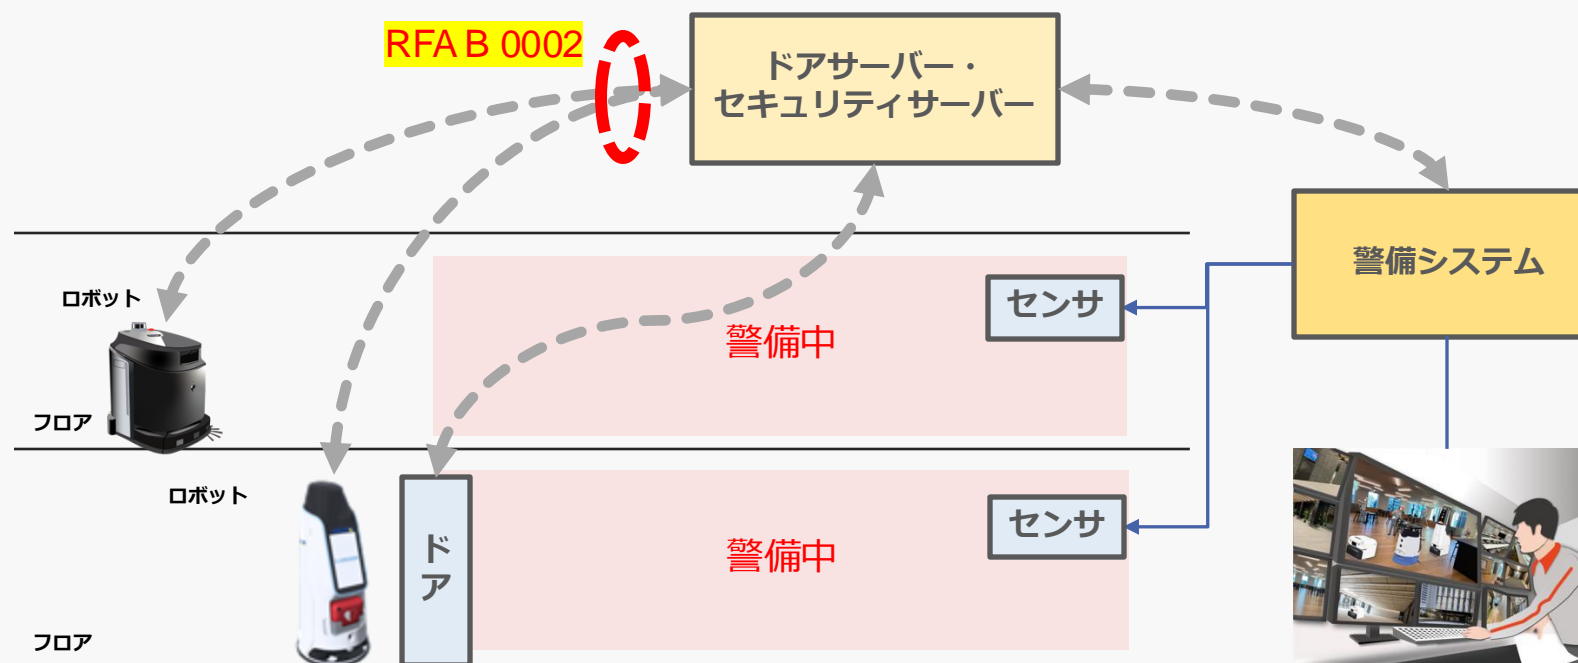 RFA B 0002
ドアサーバー・
セキュリティサーバー
警備システム
ロボット
センサ
警備中
フロア
ロボット
センサ
ドア
警備中
フロア